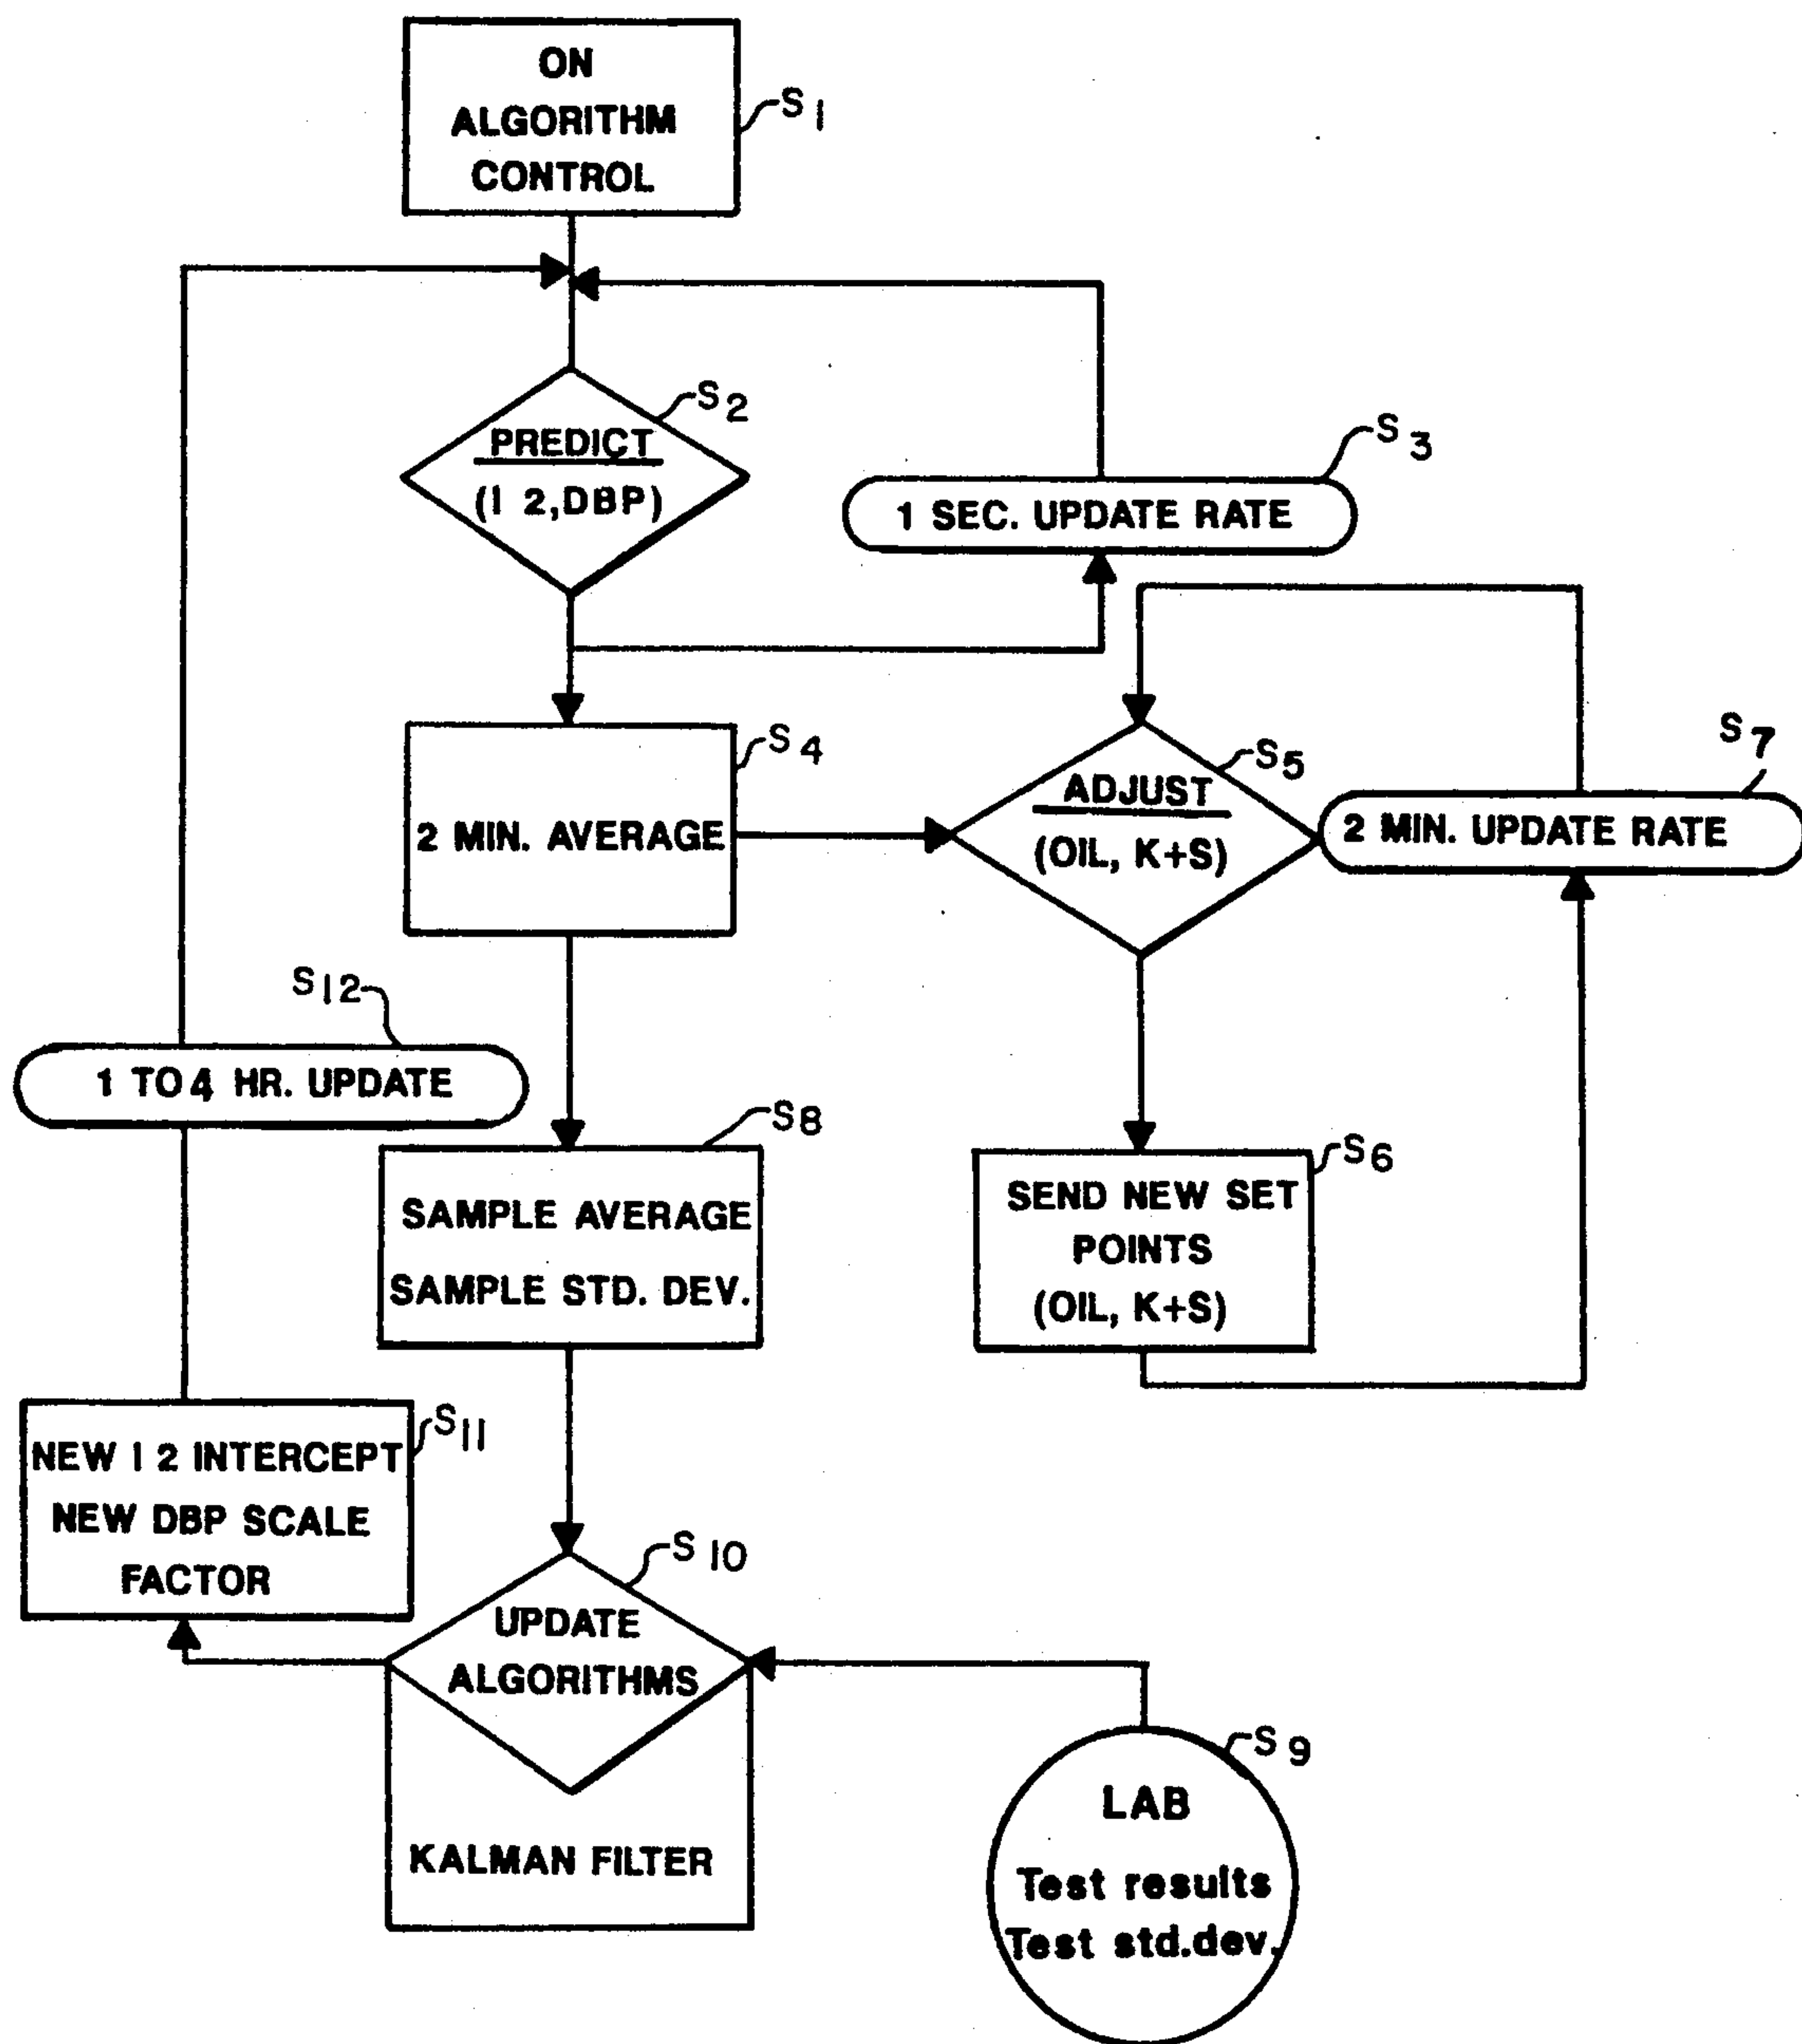 ON
ALGORITHM
CONTROL
S1
PREDICT
(I 2,DBP)
S2
1 SEC. UPDATE RATE
S3
2 MIN. AVERAGE
S4
ADJUST
(OIL, K+S)
S5
2 MIN. UPDATE RATE
S7
S12
1 TO 4 HR. UPDATE
SAMPLE AVERAGE
SAMPLE STD. DEV.
S8
SEND NEW SET
POINTS
(OIL, K+S)
S6
NEW I 2 INTERCEPT
NEW DBP SCALE
FACTOR
S11
UPDATE
ALGORITHMS
S10
KALMAN FILTER
LAB
Test results
Test std.dev.
S9